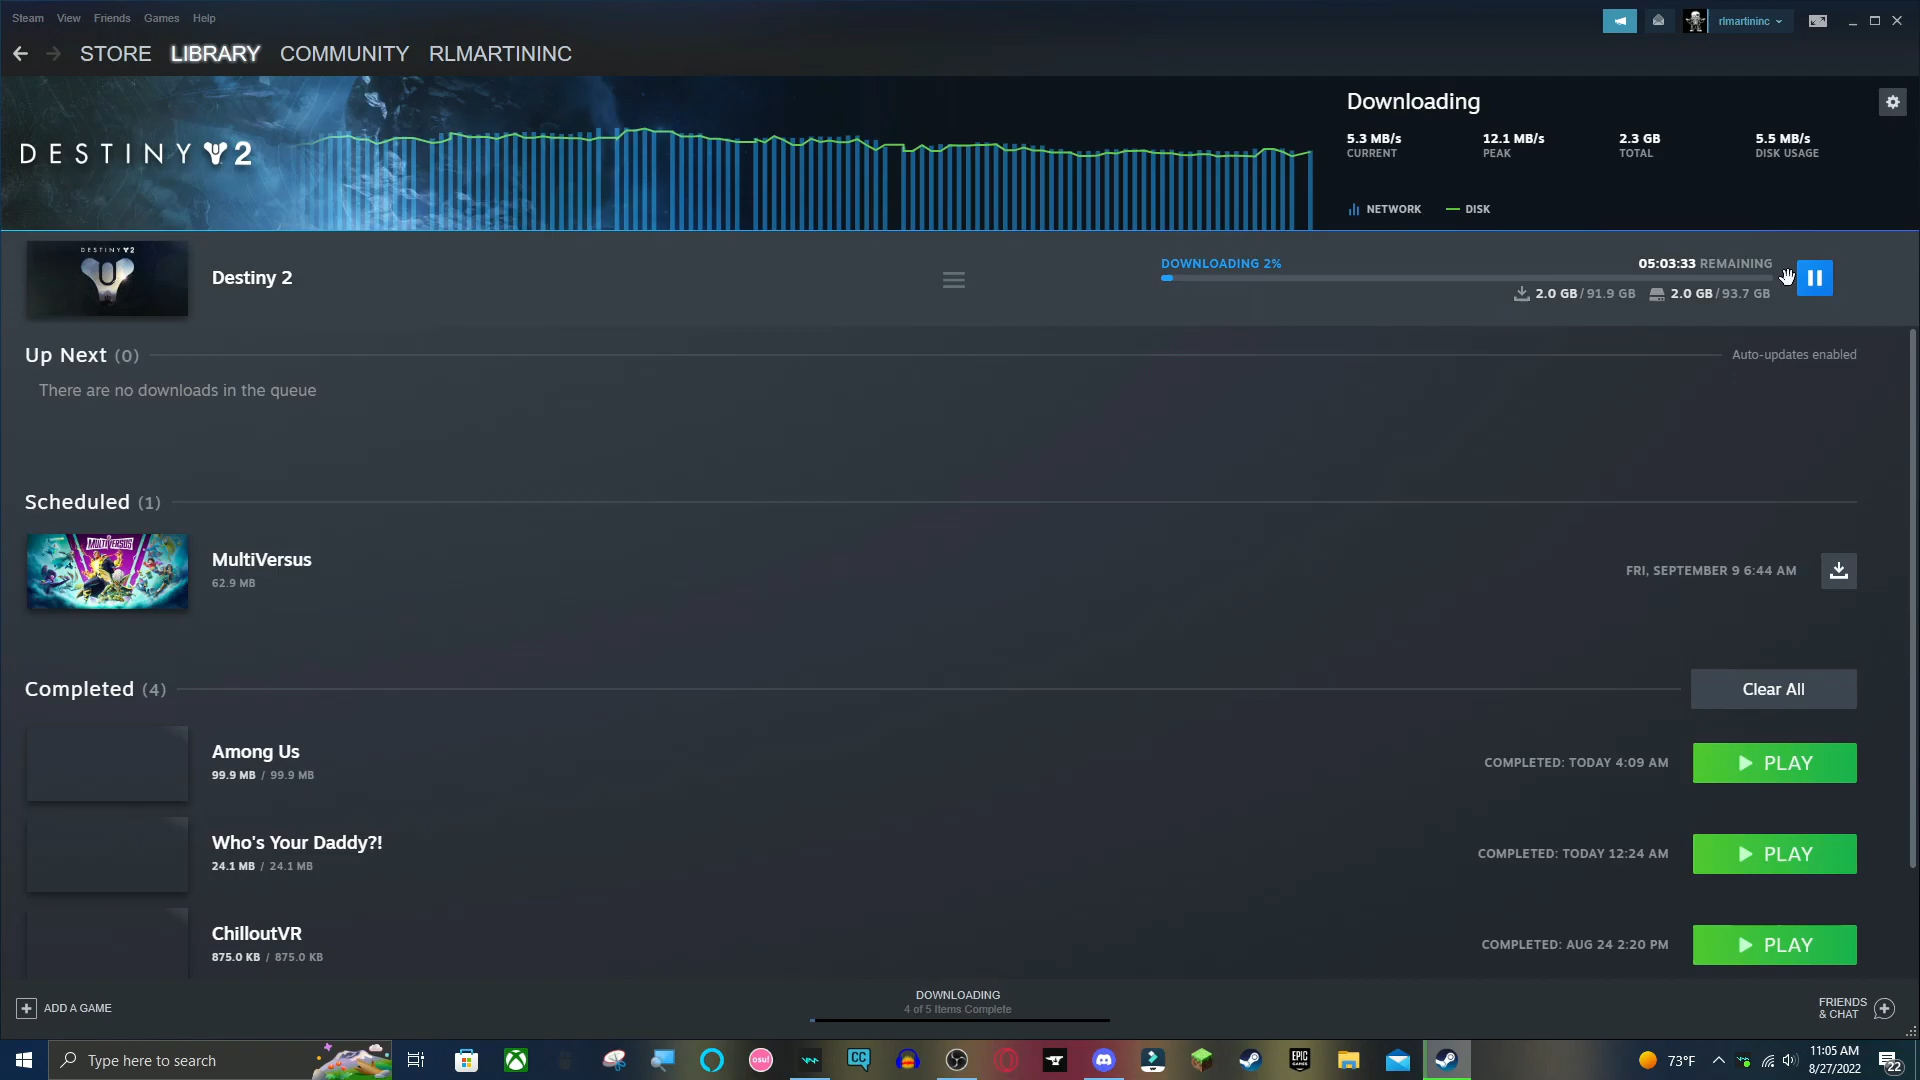 Steam View Friends Games Help
rlmartininc
STORE LIBRARY COMMUNITY RLMARTININC
DESTINY 2
Downloading
5.3 MB/s 12.1 MB/s 2.3 GB 5.5 MB/s
CURRENT PEAK TOTAL DISK USAGE
NETWORK DISK
DESTINY 2
Destiny 2
DOWNLOADING 2% 05:03:33 REMAINING
2.0 GB / 91.9 GB 2.0 GB / 93.7 GB
Up Next (0) Auto-updates enabled
There are no downloads in the queue
Scheduled (1)
MULTIVERSUS
MultiVersus
62.9 MB
FRI, SEPTEMBER 9 6:44 AM
Completed (4) Clear All
Among Us
99.9 MB / 99.9 MB
COMPLETED: TODAY 4:09 AM PLAY
Who's Your Daddy?!
24.1 MB / 24.1 MB
COMPLETED: TODAY 12:24 AM PLAY
ChilloutVR
875.0 KB / 875.0 KB
COMPLETED: AUG 24 2:20 PM PLAY
ADD A GAME
DOWNLOADING
4 of 5 Items Complete
FRIENDS
& CHAT
Type here to search
osu!
CC
EPIC
GAMES
73°F
11:05 AM
8/27/2022
22